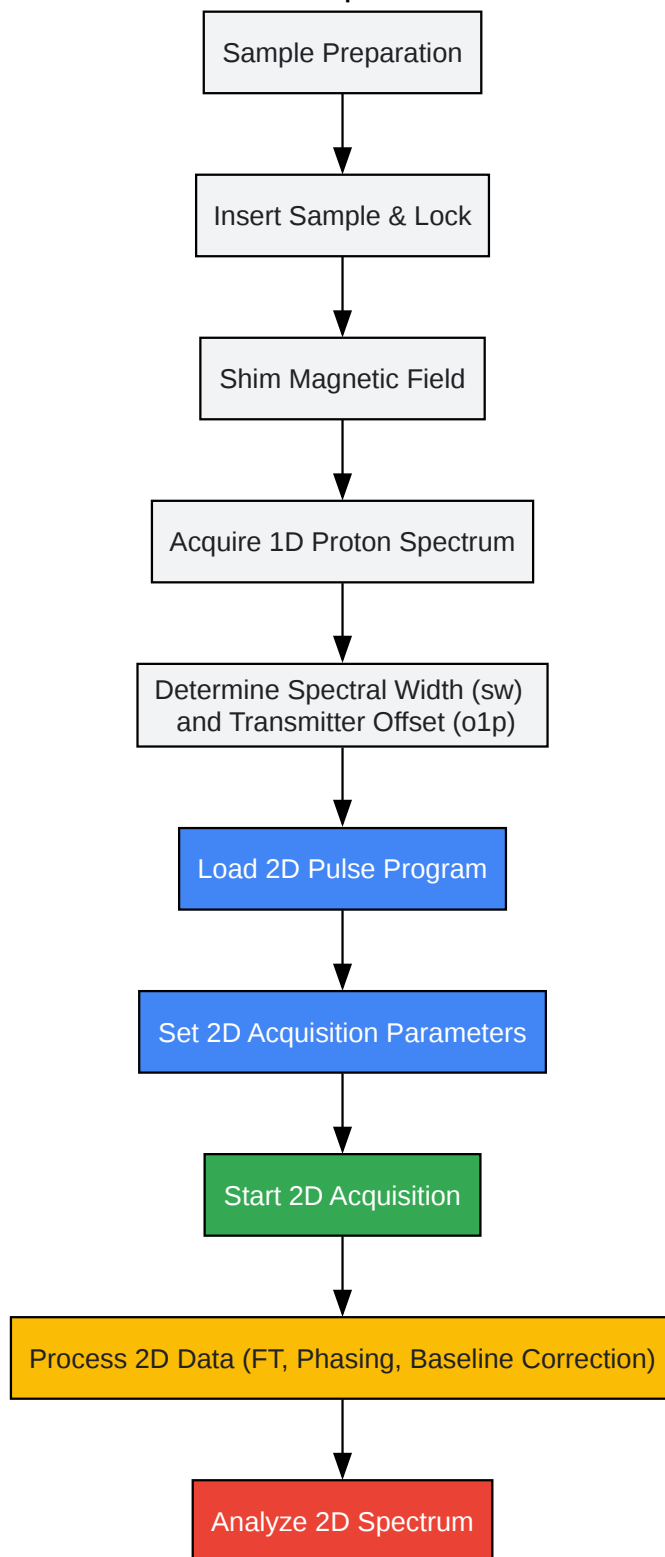 Sample Preparation
Insert Sample & Lock
Shim Magnetic Field
Acquire 1D Proton Spectrum
Determine Spectral Width (sw)
and Transmitter Offset (o1p)
Load 2D Pulse Program
Set 2D Acquisition Parameters
Start 2D Acquisition
Process 2D Data (FT, Phasing, Baseline Correction)
Analyze 2D Spectrum